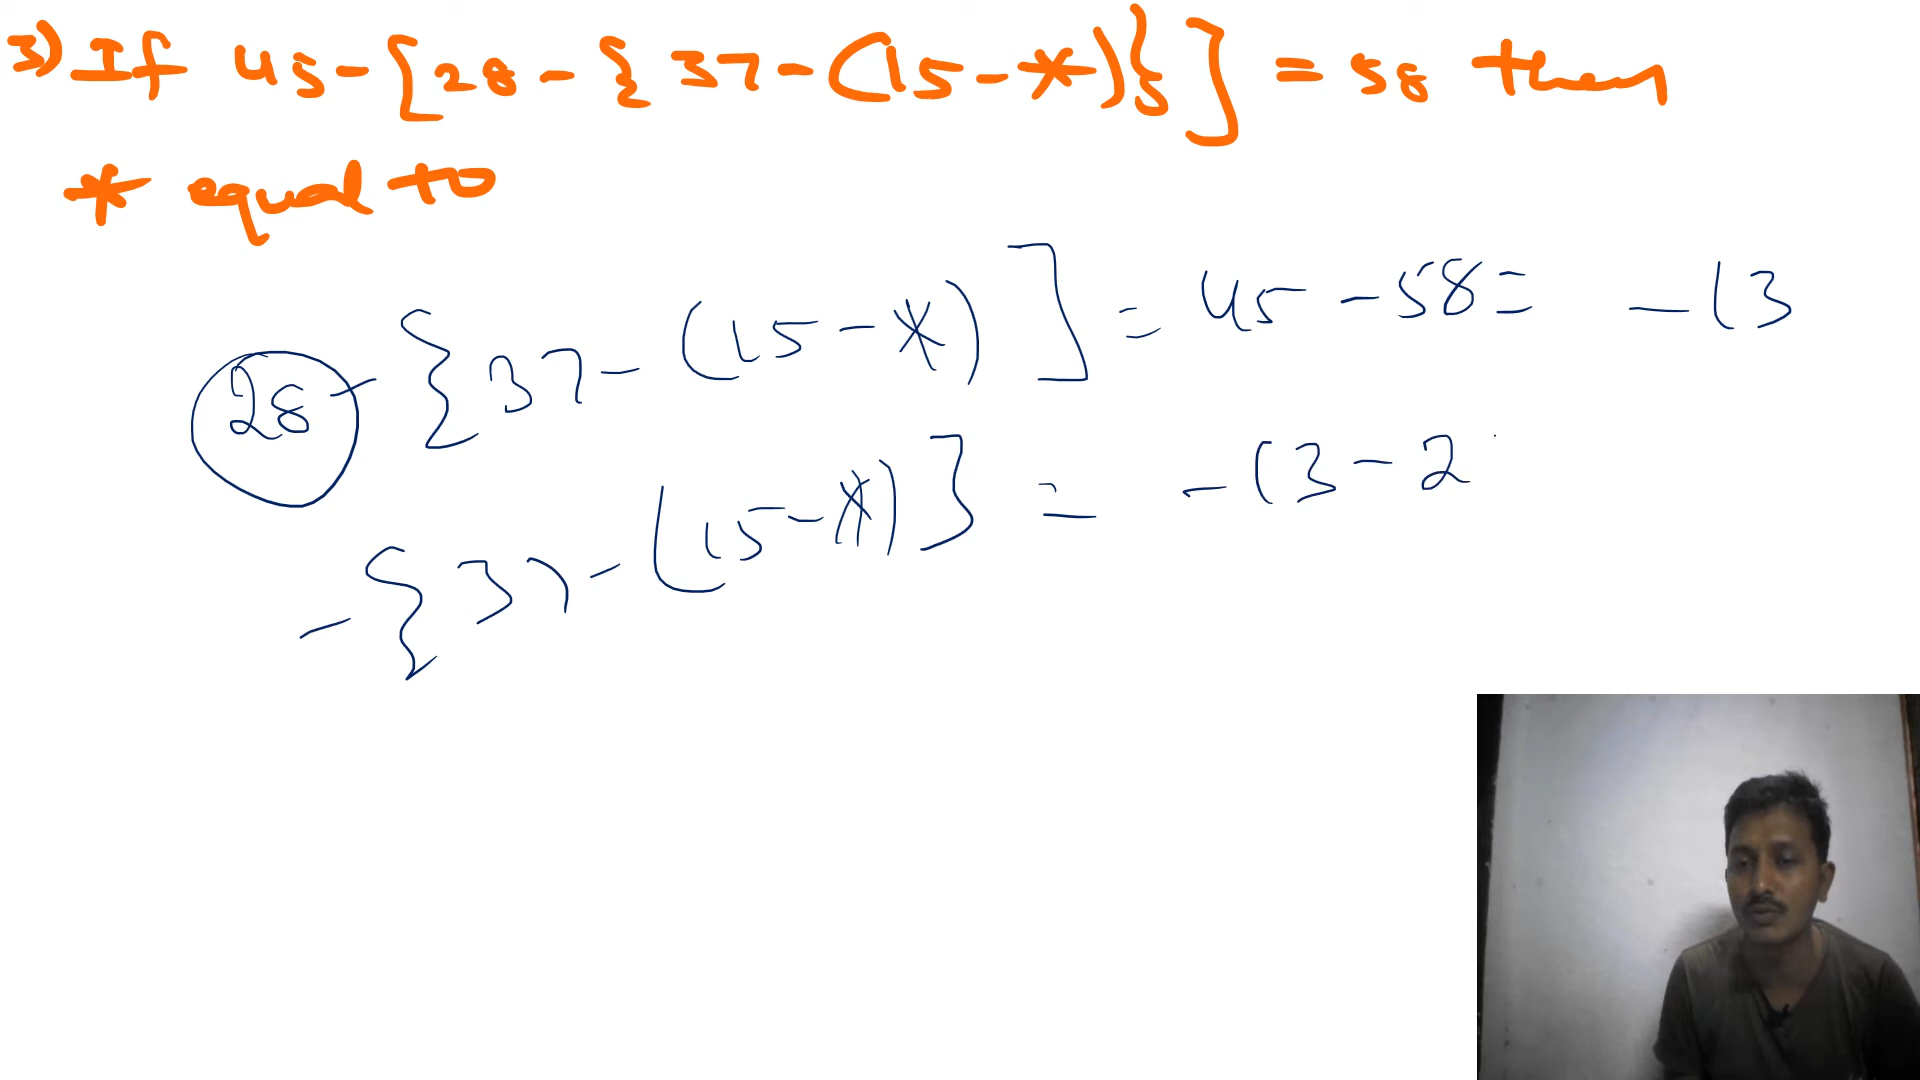 3) If 45-[28-{37-(15-*)}] = 58 then
* equal to
28-{37-(15-*)] = 45-58 = -13
-{37-(15-*)} = -13-2